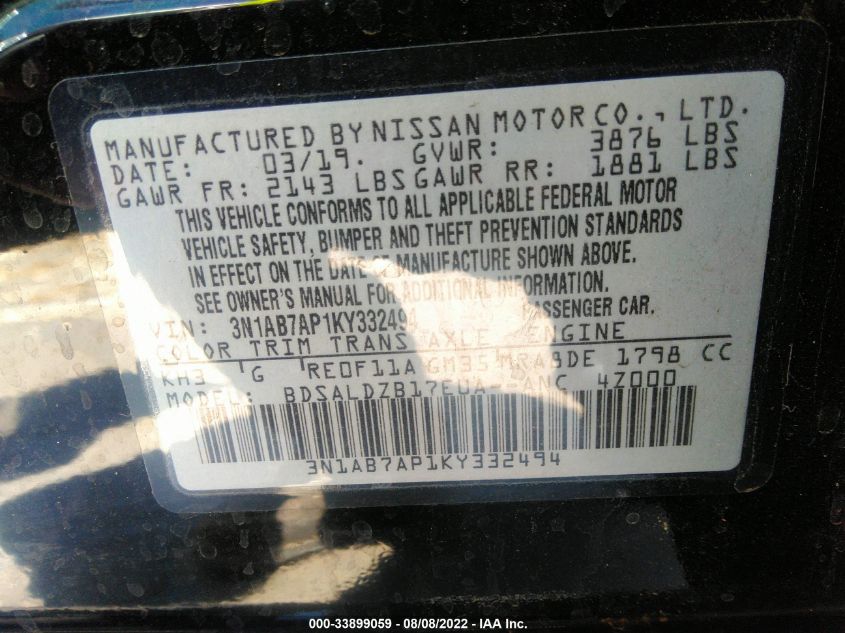 MANUFACTURED BY NISSAN MOTOR CO., LTD.
DATE: 03/19. GVWR: 3876 LBS
GAWR FR: 2143 LBS GAWR RR: 1881 LBS
THIS VEHICLE CONFORMS TO ALL APPLICABLE FEDERAL MOTOR
VEHICLE SAFETY, BUMPER AND THEFT PREVENTION STANDARDS
IN EFFECT ON THE DATE OF MANUFACTURE SHOWN ABOVE.
SEE OWNER'S MANUAL FOR ADDITIONAL INFORMATION.
VIN: 3N1AB7AP1KY332494 PASSENGER CAR.
COLOR TRIM TRANS AXLE ENGINE
KH3 G RE0F11A GM35 MRA8DE 1798 CC
MODEL: BDSALDZB17EUA--ANC 4Z000
3N1AB7AP1KY332494
000-33899059 - 08/08/2022 - IAA Inc.